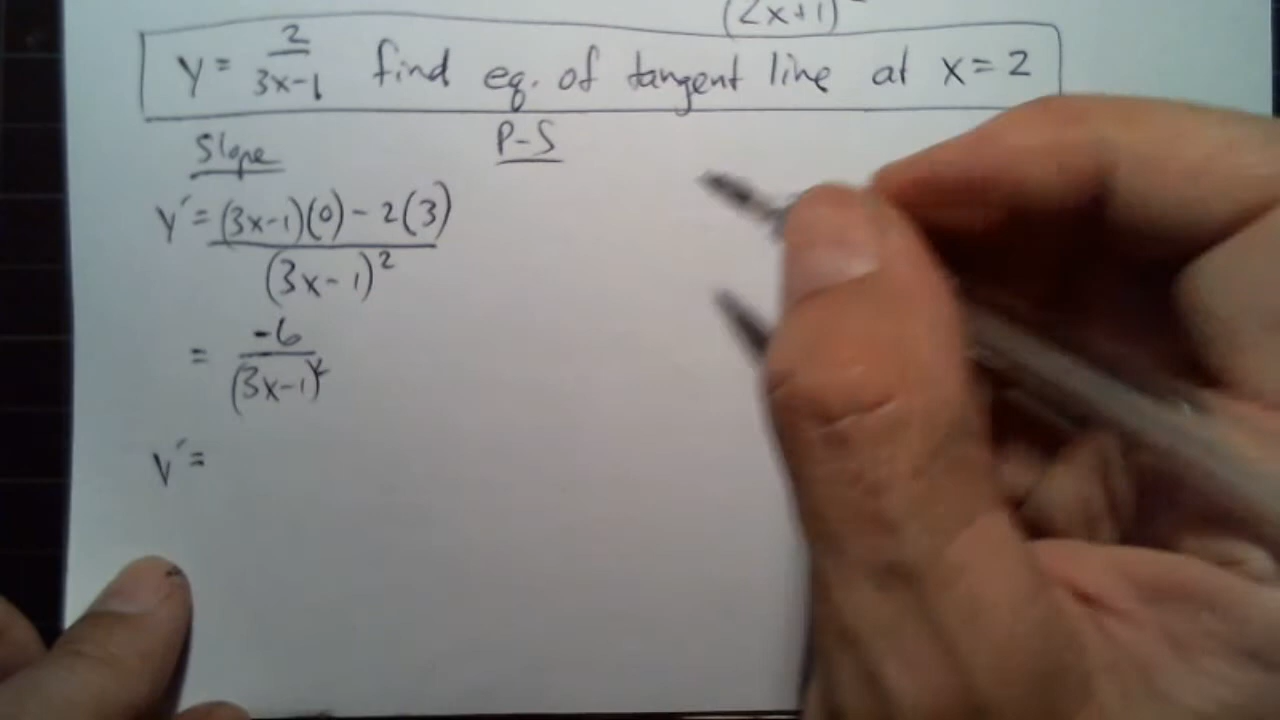 (2x+1)
y = 2/(3x-1) find eq. of tangent line at x = 2
Slope
P-S
y' = ((3x-1)(0) - 2(3))/(3x-1)²
= -6/(3x-1)²
y' =